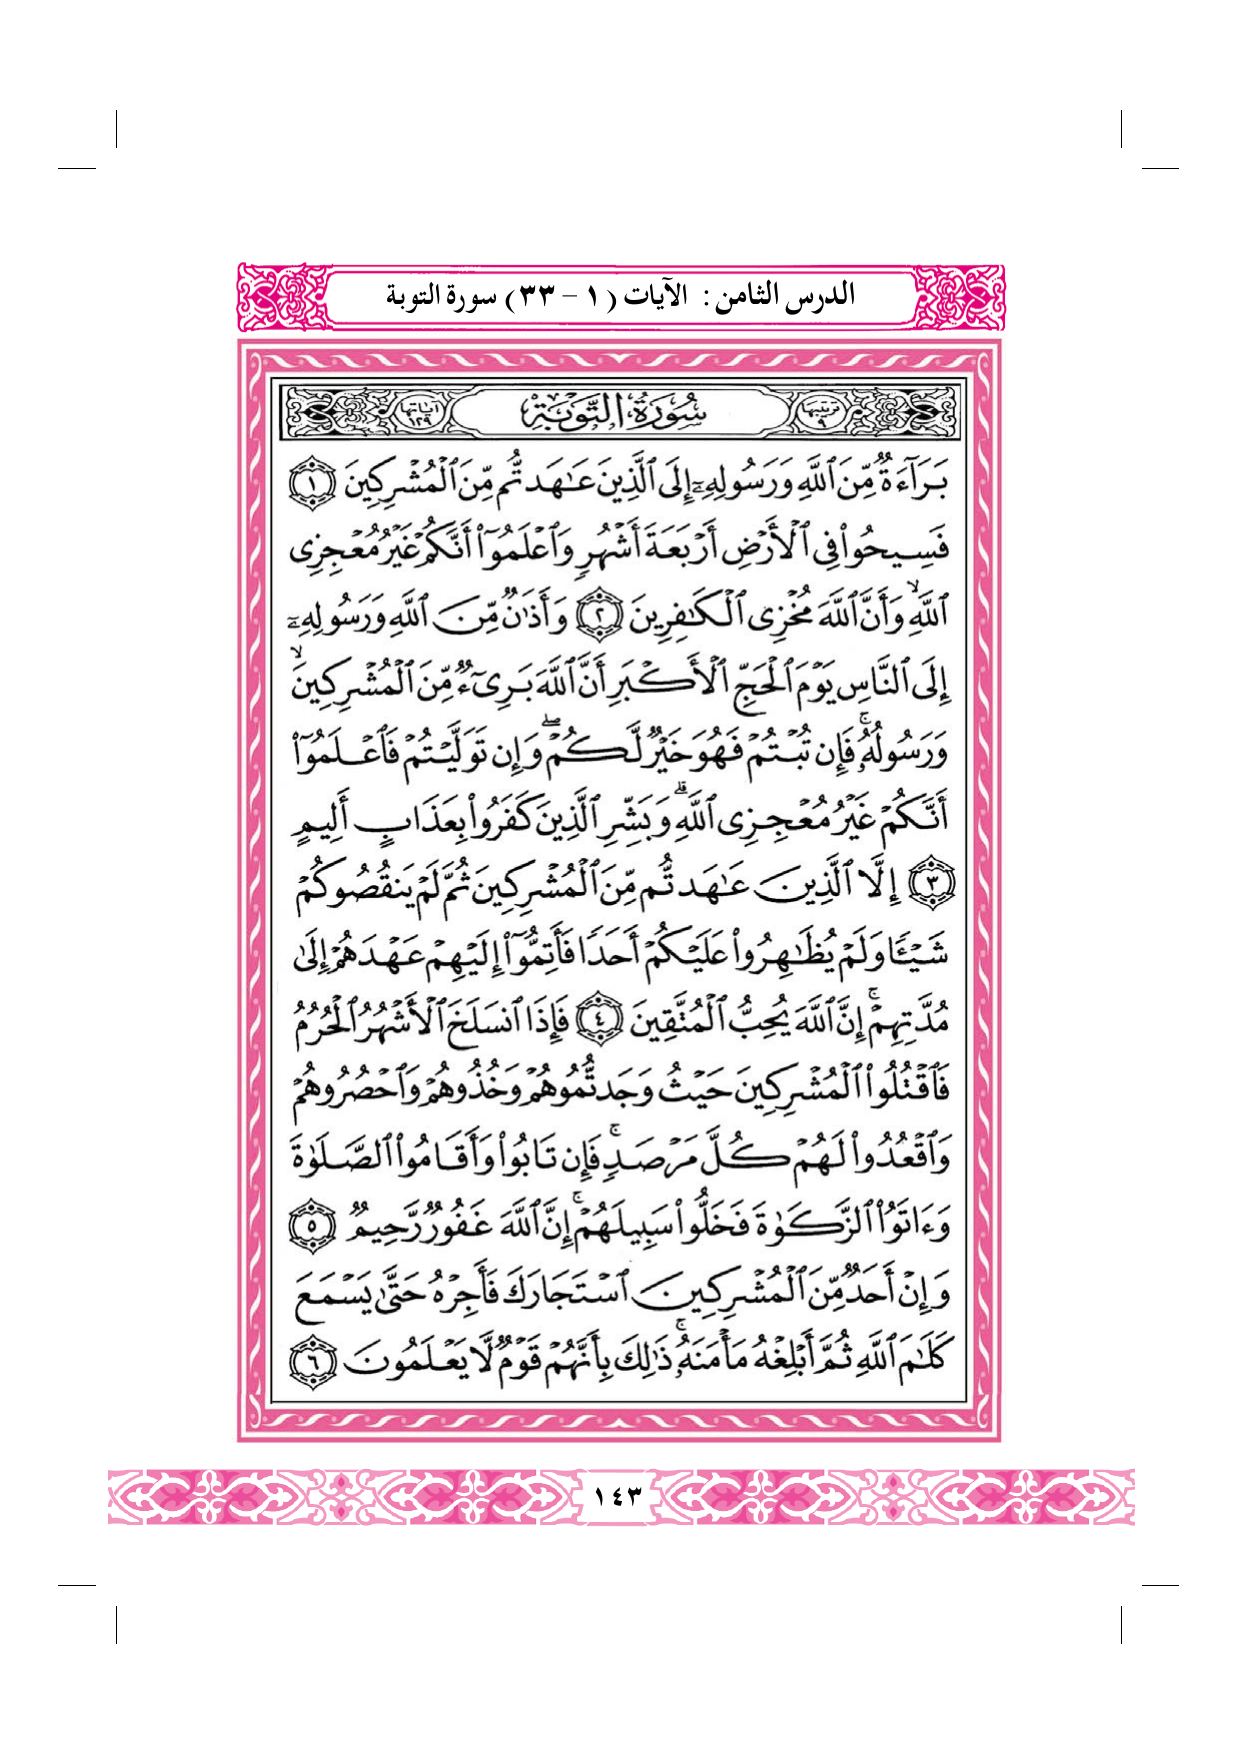 الدرس الثامن : الآيات ( ١ - ٣٣ ) سورة التوبة
ترتيبها ٩ سُورَةُ التَّوۡبَةِ آياتها ١٢٩
بَرَآءَةٞ مِّنَ ٱللَّهِ وَرَسُولِهِۦٓ إِلَى ٱلَّذِينَ عَٰهَدتُّم مِّنَ ٱلۡمُشۡرِكِينَ ١
فَسِيحُواْ فِي ٱلۡأَرۡضِ أَرۡبَعَةَ أَشۡهُرٖ وَٱعۡلَمُوٓاْ أَنَّكُمۡ غَيۡرُ مُعۡجِزِي
ٱللَّهِۙ وَأَنَّ ٱللَّهَ مُخۡزِي ٱلۡكَٰفِرِينَ ٢ وَأَذَٰنٞ مِّنَ ٱللَّهِ وَرَسُولِهِۦٓ
إِلَى ٱلنَّاسِ يَوۡمَ ٱلۡحَجِّ ٱلۡأَكۡبَرِ أَنَّ ٱللَّهَ بَرِيٓءٞ مِّنَ ٱلۡمُشۡرِكِينَۙ
وَرَسُولُهُۥۚ فَإِن تُبۡتُمۡ فَهُوَ خَيۡرٞ لَّكُمۡۖ وَإِن تَوَلَّيۡتُمۡ فَٱعۡلَمُوٓاْ
أَنَّكُمۡ غَيۡرُ مُعۡجِزِي ٱللَّهِۗ وَبَشِّرِ ٱلَّذِينَ كَفَرُواْ بِعَذَابٍ أَلِيمٍ
٣ إِلَّا ٱلَّذِينَ عَٰهَدتُّم مِّنَ ٱلۡمُشۡرِكِينَ ثُمَّ لَمۡ يَنقُصُوكُمۡ
شَيۡـٔٗا وَلَمۡ يُظَٰهِرُواْ عَلَيۡكُمۡ أَحَدٗا فَأَتِمُّوٓاْ إِلَيۡهِمۡ عَهۡدَهُمۡ إِلَىٰ
مُدَّتِهِمۡۚ إِنَّ ٱللَّهَ يُحِبُّ ٱلۡمُتَّقِينَ ٤ فَإِذَا ٱنسَلَخَ ٱلۡأَشۡهُرُ ٱلۡحُرُمُ
فَٱقۡتُلُواْ ٱلۡمُشۡرِكِينَ حَيۡثُ وَجَدتُّمُوهُمۡ وَخُذُوهُمۡ وَٱحۡصُرُوهُمۡ
وَٱقۡعُدُواْ لَهُمۡ كُلَّ مَرۡصَدٖۚ فَإِن تَابُواْ وَأَقَامُواْ ٱلصَّلَوٰةَ
وَءَاتَوُاْ ٱلزَّكَوٰةَ فَخَلُّواْ سَبِيلَهُمۡۚ إِنَّ ٱللَّهَ غَفُورٞ رَّحِيمٞ ٥
وَإِنۡ أَحَدٞ مِّنَ ٱلۡمُشۡرِكِينَ ٱسۡتَجَارَكَ فَأَجِرۡهُ حَتَّىٰ يَسۡمَعَ
كَلَٰمَ ٱللَّهِ ثُمَّ أَبۡلِغۡهُ مَأۡمَنَهُۥۚ ذَٰلِكَ بِأَنَّهُمۡ قَوۡمٞ لَّا يَعۡلَمُونَ ٦
١٤٣